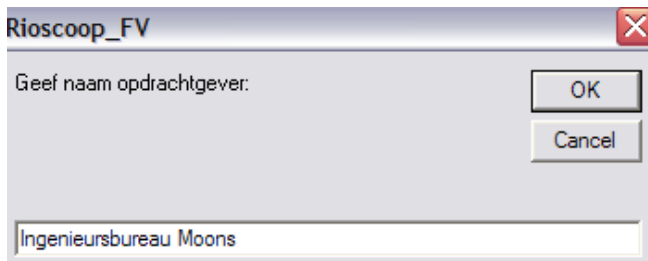 Rioscoop_FV
Geef naam opdrachtgever:
OK
Cancel
Ingenieursbureau Moons